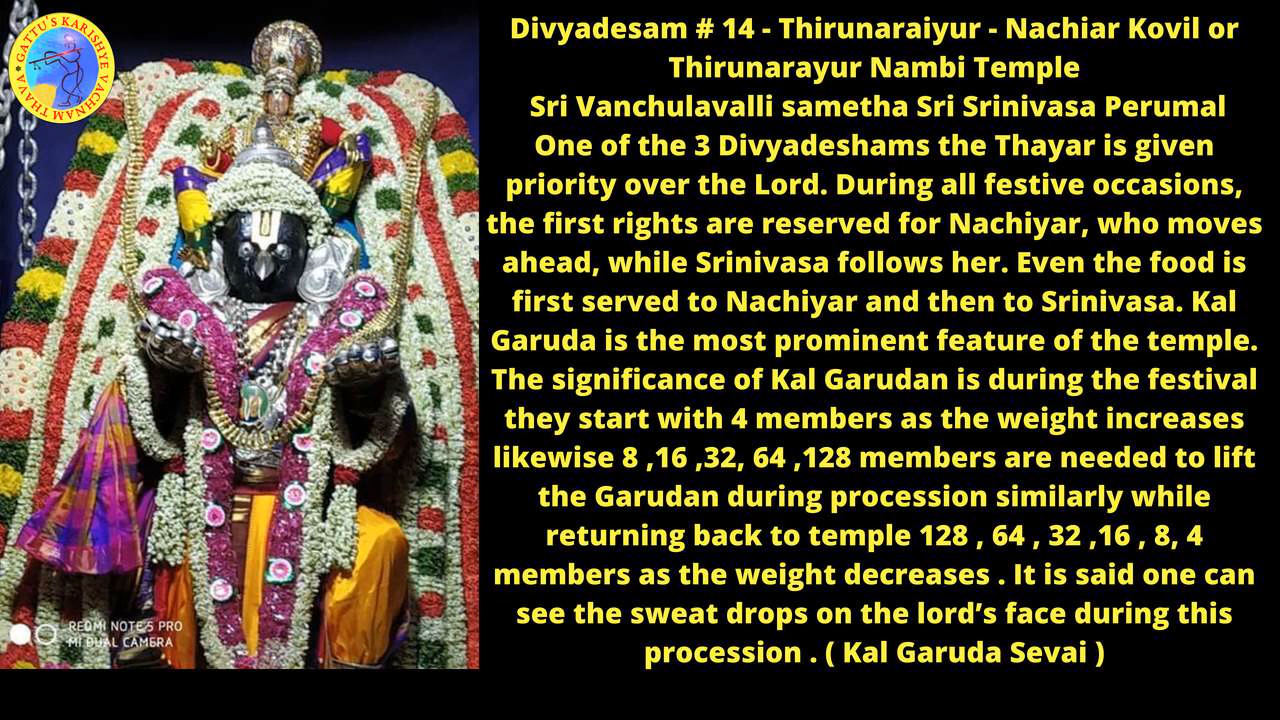 GATTU'S KARISHYE VACHNAM THAVA
Divyadesam # 14 - Thirunaraiyur - Nachiar Kovil or
Thirunarayur Nambi Temple
Sri Vanchulavalli sametha Sri Srinivasa Perumal
One of the 3 Divyadeshams the Thayar is given
priority over the Lord. During all festive occasions,
the first rights are reserved for Nachiyar, who moves
ahead, while Srinivasa follows her. Even the food is
first served to Nachiyar and then to Srinivasa. Kal
Garuda is the most prominent feature of the temple.
The significance of Kal Garudan is during the festival
they start with 4 members as the weight increases
likewise 8 ,16 ,32, 64 ,128 members are needed to lift
the Garudan during procession similarly while
returning back to temple 128 , 64 , 32 ,16 , 8, 4
members as the weight decreases . It is said one can
see the sweat drops on the lord’s face during this
procession . ( Kal Garuda Sevai )
REDMI NOTE 5 PRO
MI DUAL CAMERA